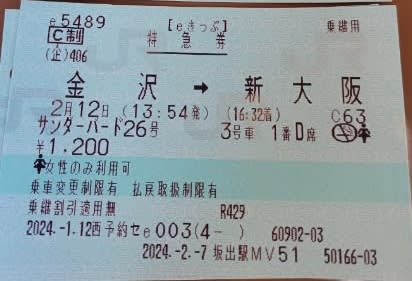 e5489 【eきっぷ】 乗継用
C制 特急券
(企)406
金沢 → 新大阪
2月12日 (13:54発) (16:32着) C63
サンダーバード26号 3号車 1番D席
¥1,200
女性のみ利用可
乗車変更制限有 払戻取扱制限有
乗継割引適用無 R429
2024.-1.12西予約セe003(4-) 60902-03
2024.-2.-7 坂出駅MV51 50166-03